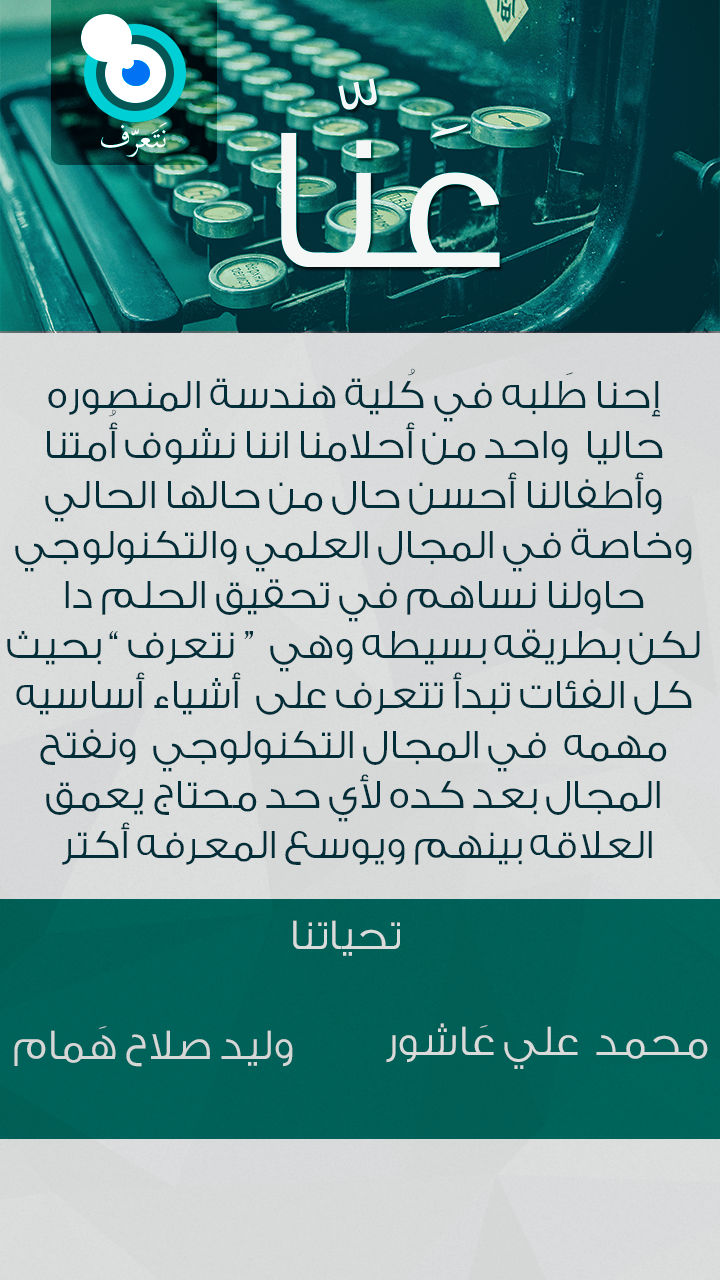 نَتَعرّف
عَنّا
إحنا طَلبه في كُلية هندسة المنصوره
حاليا واحد من أحلامنا اننا نشوف أُمتنا
وأطفالنا أحسن حال من حالها الحالي
وخاصة في المجال العلمي والتكنولوجي
حاولنا نساهم في تحقيق الحلم دا
لكن بطريقه بسيطه وهي ” نتعرف “ بحيث
كل الفئات تبدأ تتعرف على أشياء أساسيه
مهمه في المجال التكنولوجي ونفتح
المجال بعد كده لأي حد محتاج يعمق
العلاقه بينهم ويوسع المعرفه أكتر
تحياتنا
محمد علي عَاشور
وليد صلاح هَمام